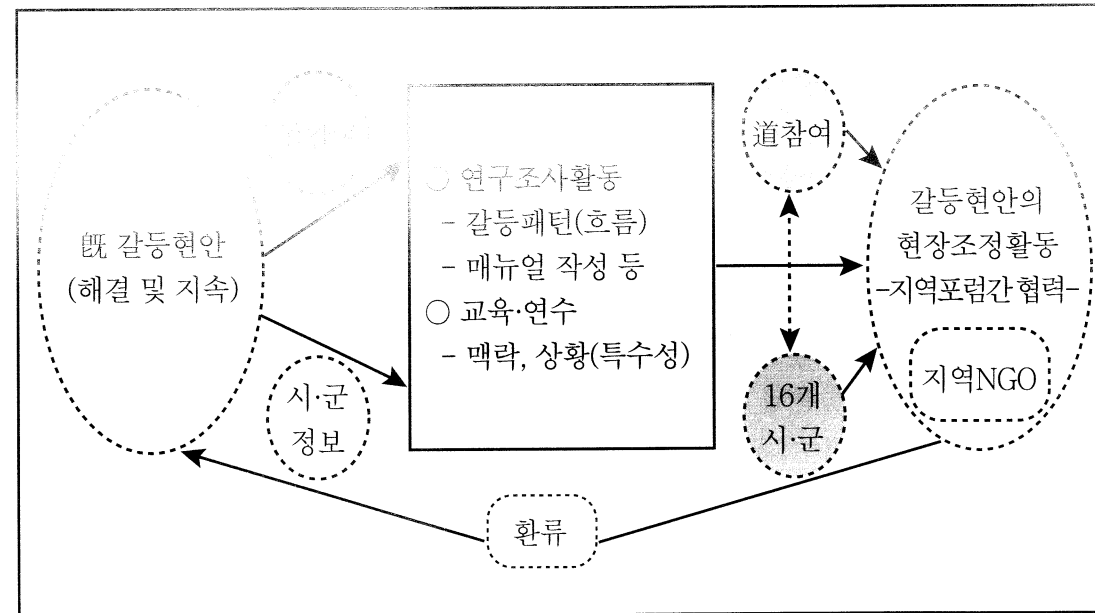 既 갈등현안
(해결 및 지속)
시·군
정보
○ 연구조사활동
- 갈등패턴(흐름)
- 매뉴얼 작성 등
○ 교육·연수
- 맥락, 상황(특수성)
道참여
16개
시·군
갈등현안의
현장조정활동
-지역포럼간 협력-
지역NGO
환류